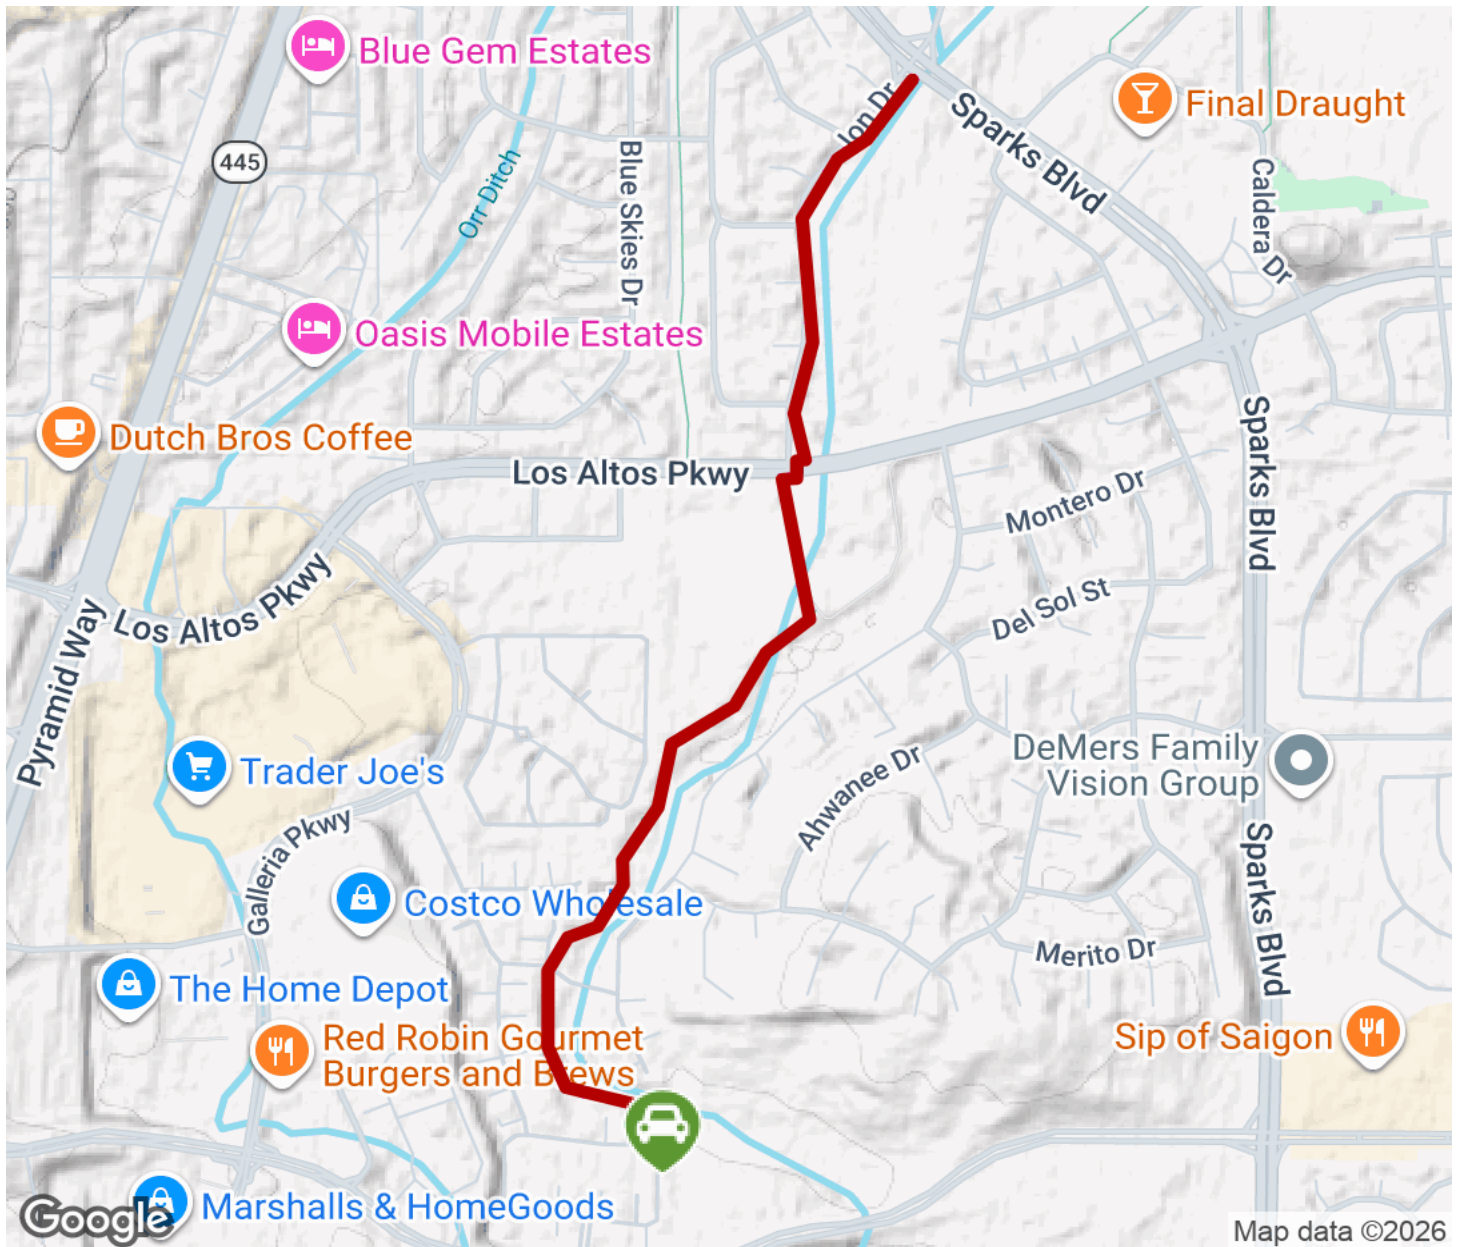 Blue Gem Estates
Final Draught
Ion Dr
Sparks Blvd
445
Orr Ditch
Blue Skies Dr
Caldera Dr
Oasis Mobile Estates
Dutch Bros Coffee
Los Altos Pkwy
Sparks Blvd
Montero Dr
Los Altos Pkwy
Del Sol St
Pyramid Way
Trader Joe's
DeMers Family
Vision Group
Ahwanee Dr
Galleria Pkwy
Sparks Blvd
Costco Wholesale
Merito Dr
The Home Depot
Red Robin Gourmet
Burgers and Brews
Sip of Saigon
Marshalls & HomeGoods
Google
Map data ©2026